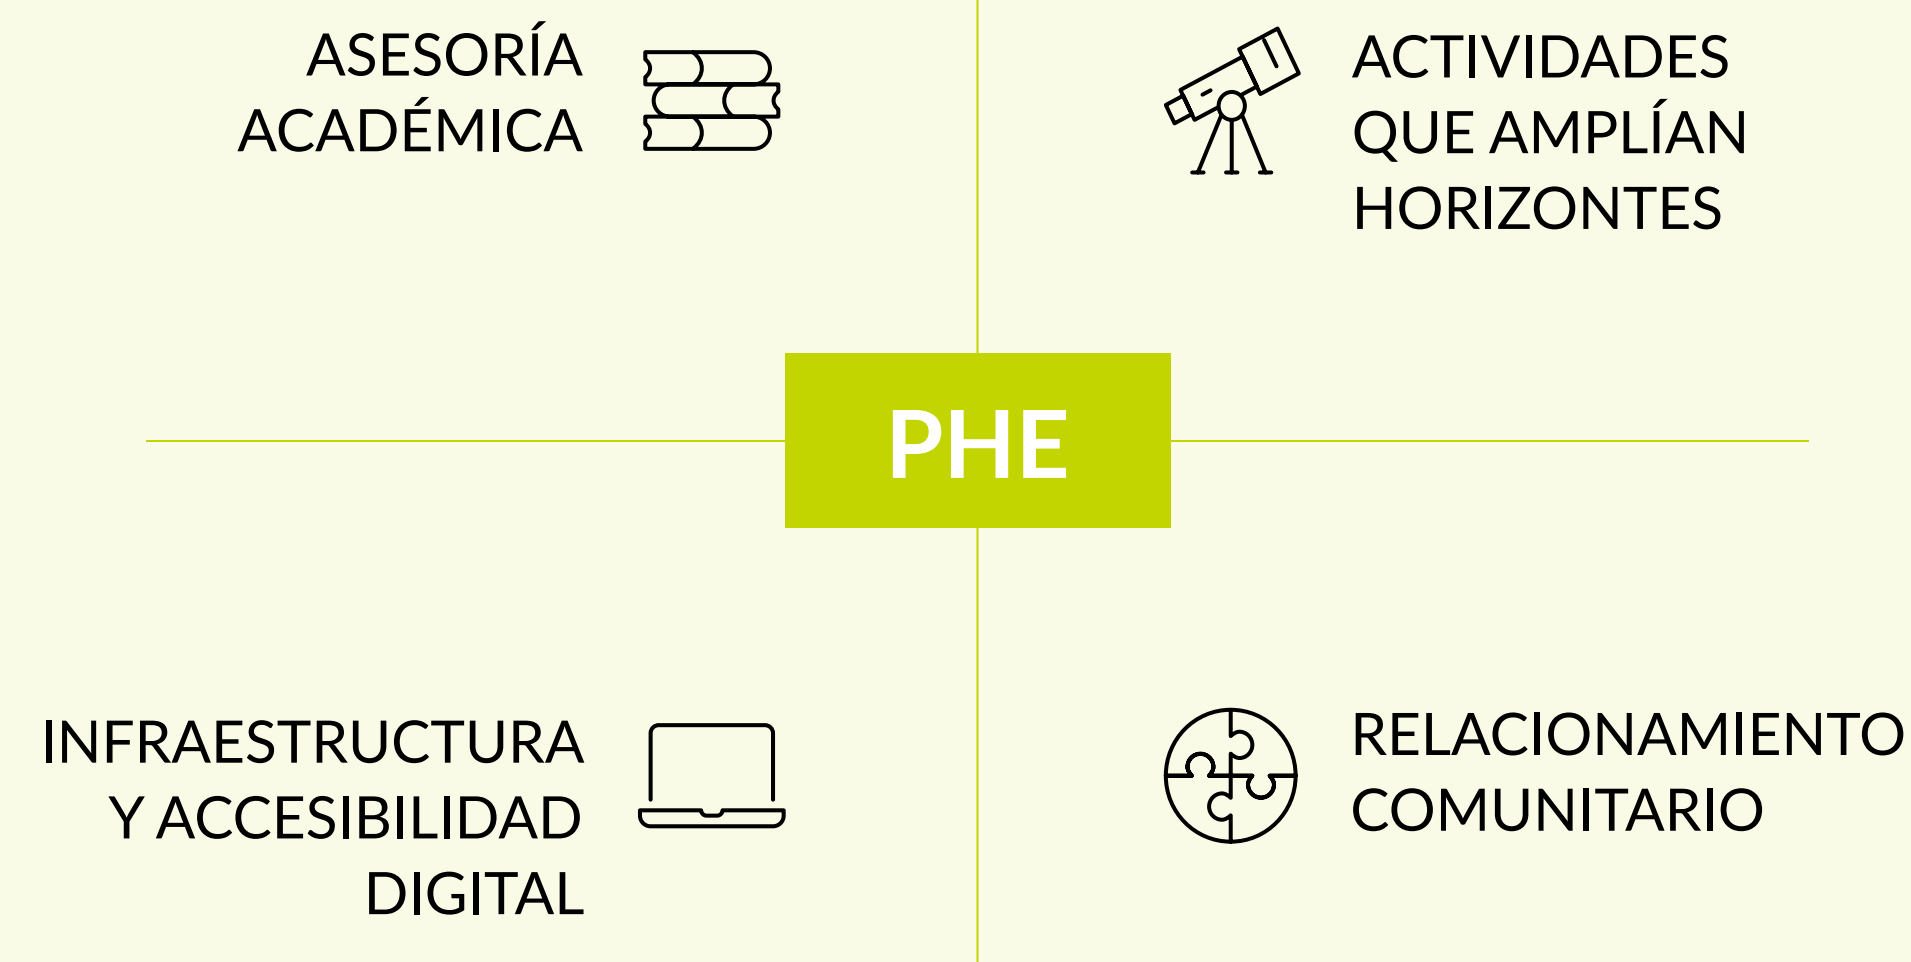 ASESORÍA
ACADÉMICA
ACTIVIDADES
QUE AMPLÍAN
HORIZONTES
PHE
INFRAESTRUCTURA
Y ACCESIBILIDAD
DIGITAL
RELACIONAMIENTO
COMUNITARIO